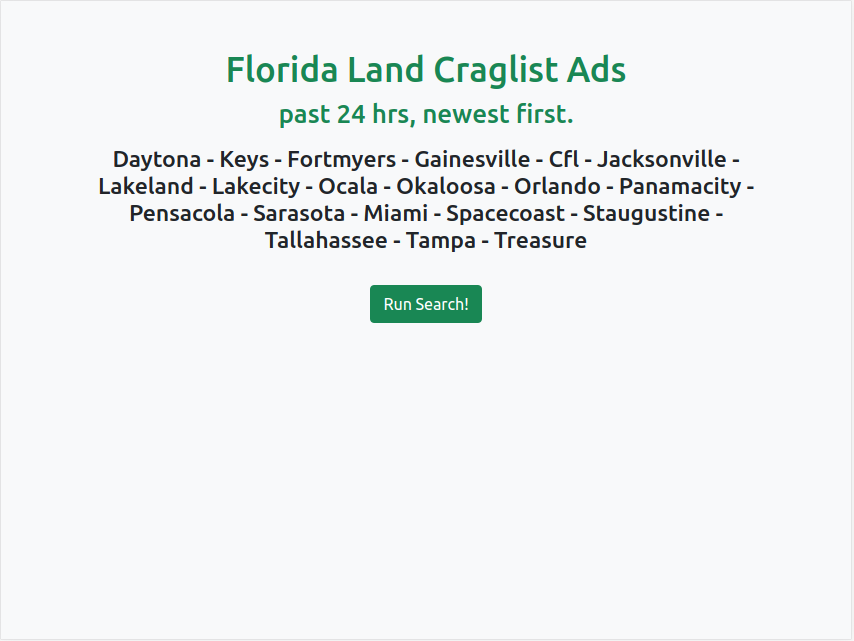 Florida Land Craglist Ads
past 24 hrs, newest first.
Daytona - Keys - Fortmyers - Gainesville - Cfl - Jacksonville -
Lakeland - Lakecity - Ocala - Okaloosa - Orlando - Panamacity -
Pensacola - Sarasota - Miami - Spacecoast - Staugustine -
Tallahassee - Tampa - Treasure
Run Search!